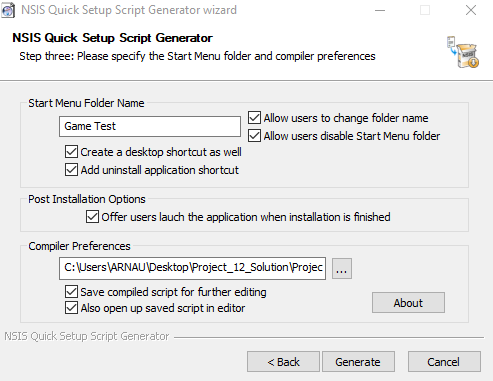 NSIS Quick Setup Script Generator wizard
NSIS Quick Setup Script Generator
Step three: Please specify the Start Menu folder and compiler preferences
Start Menu Folder Name
Game Test
Allow users to change folder name
Allow users disable Start Menu folder
Create a desktop shortcut as well
Add uninstall application shortcut
Post Installation Options
Offer users lauch the application when installation is finished
Compiler Preferences
C:\Users\ARNAU\Desktop\Project_12_Solution\Projec
...
Save compiled script for further editing
Also open up saved script in editor
About
NSIS Quick Setup Script Generator
< Back
Generate
Cancel